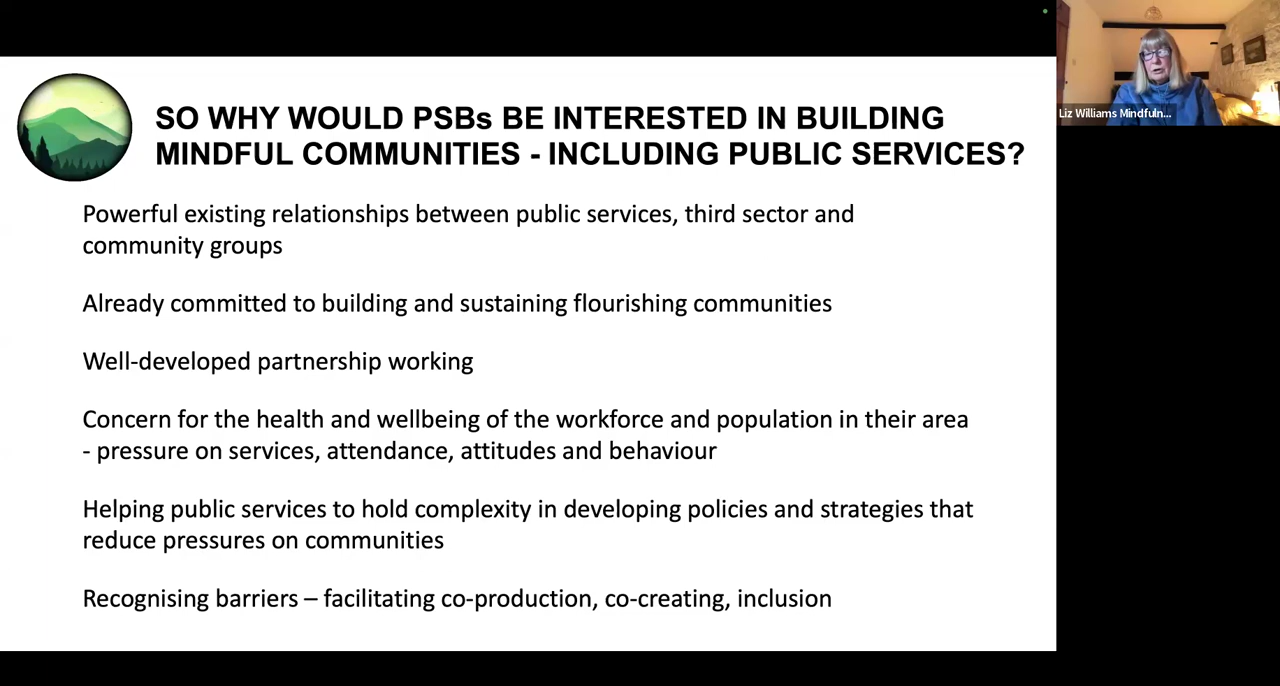 SO WHY WOULD PSBs BE INTERESTED IN BUILDING
MINDFUL COMMUNITIES - INCLUDING PUBLIC SERVICES?
Powerful existing relationships between public services, third sector and
community groups
Already committed to building and sustaining flourishing communities
Well-developed partnership working
Concern for the health and wellbeing of the workforce and population in their area
- pressure on services, attendance, attitudes and behaviour
Helping public services to hold complexity in developing policies and strategies that
reduce pressures on communities
Recognising barriers – facilitating co-production, co-creating, inclusion
Liz Williams Mindfuln...